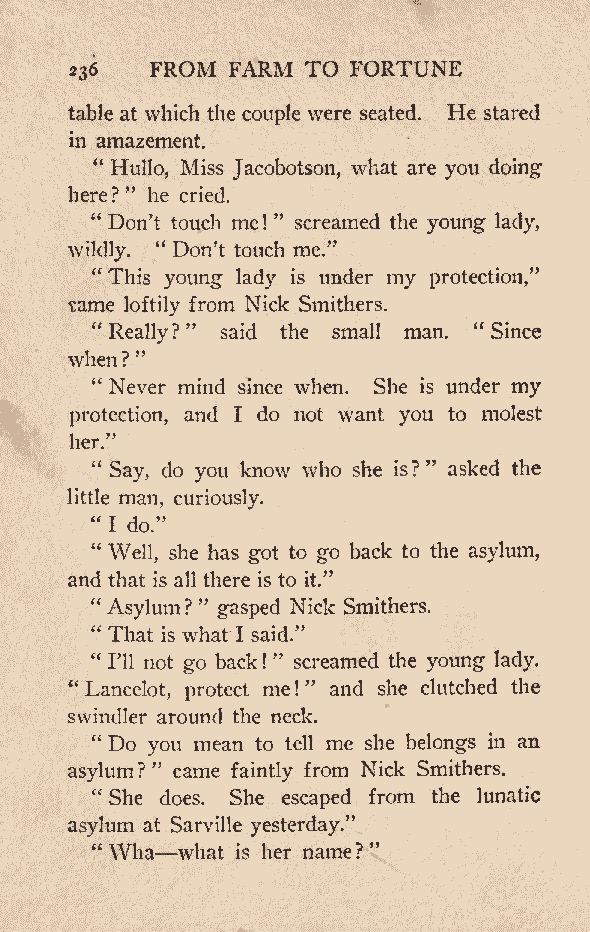 236 FROM FARM TO FORTUNE
table at which the couple were seated. He stared
in amazement.
“ Hullo, Miss Jacobotson, what are you doing
here? ” he cried.
“ Don’t touch me! ” screamed the young lady,
wildly. “ Don’t touch me.”
“ This young lady is under my protection,”
came loftily from Nick Smithers.
“ Really? ” said the small man. “ Since
when? ”
“ Never mind since when. She is under my
protection, and I do not want you to molest
her.”
“ Say, do you know who she is? ” asked the
little man, curiously.
“ I do.”
“ Well, she has got to go back to the asylum,
and that is all there is to it.”
“ Asylum? ” gasped Nick Smithers.
“ That is what I said.”
“ I’ll not go back! ” screamed the young lady.
“ Lancelot, protect me! ” and she clutched the
swindler around the neck.
“ Do you mean to tell me she belongs in an
asylum? ” came faintly from Nick Smithers.
“ She does. She escaped from the lunatic
asylum at Sarville yesterday.”
“ Wha—what is her name? ”